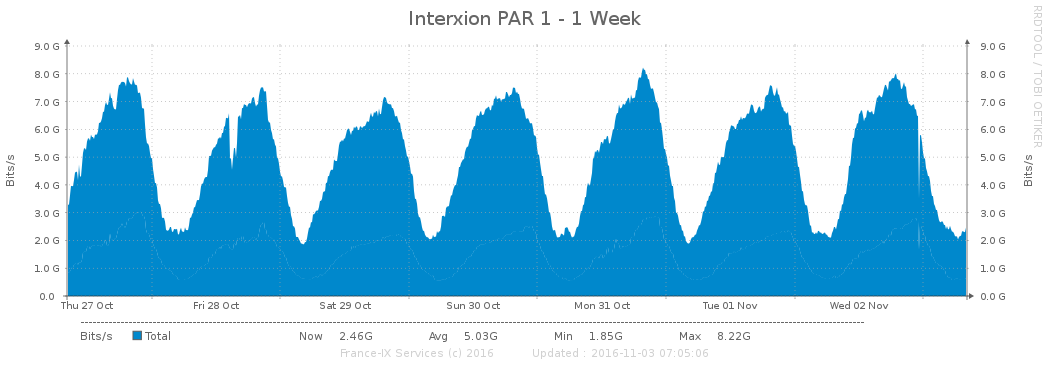 Interxion PAR 1 - 1 Week
RRDTOOL / TOBI OETIKER
9.0 G 9.0 G
8.0 G 8.0 G
7.0 G 7.0 G
6.0 G 6.0 G
5.0 G 5.0 G
4.0 G 4.0 G
3.0 G 3.0 G
2.0 G 2.0 G
1.0 G 1.0 G
0.0 0.0 G
Bits/s Bits/s
Thu 27 Oct Fri 28 Oct Sat 29 Oct Sun 30 Oct Mon 31 Oct Tue 01 Nov Wed 02 Nov
Bits/s Total Now 2.46G Avg 5.03G Min 1.85G Max 8.22G
France-IX Services (c) 2016 Updated : 2016-11-03 07:05:06